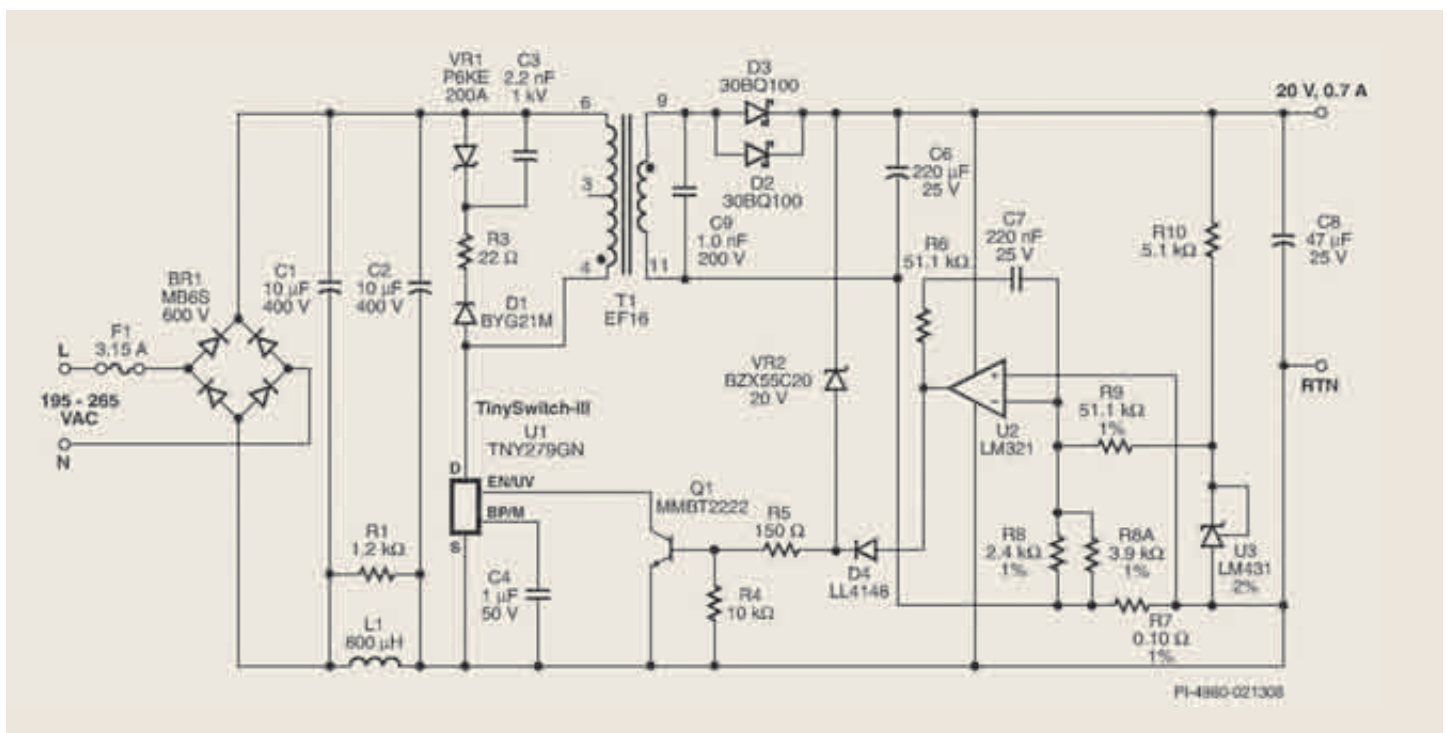 VR1
P6KE
200A
C3
2.2 nF
1 kV
D3
30BQ100
20 V, 0.7 A
6
9
D2
30BQ100
C6
220 µF
25 V
3
C9
1.0 nF
200 V
C7
220 nF
25 V
R6
51.1 kΩ
R10
5.1 kΩ
C8
47 µF
25 V
R3
22 Ω
4
11
C1
10 µF
400 V
C2
10 µF
400 V
BR1
MB6S
600 V
T1
EF16
D1
BYG21M
F1
3.15 A
L
195 - 265
VAC
N
VR2
BZX55C20
20 V
+
−
U2
LM321
R9
51.1 kΩ
1%
RTN
TinySwitch-III
U1
TNY279GN
D
EN/UV
BP/M
S
Q1
MMBT2222
R5
150 Ω
D4
LL4148
R8
2.4 kΩ
1%
R8A
3.9 kΩ
1%
U3
LM431
2%
R1
1.2 kΩ
C4
1 µF
50 V
R4
10 kΩ
R7
0.10 Ω
1%
L1
600 µH
PI-4980-021308